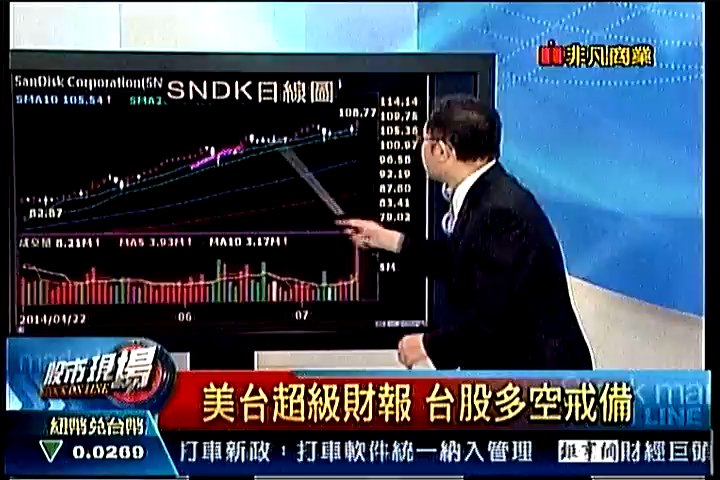 非凡商業
SanDisk Corporation(SN
SNDK日線圖
SMA10 105.54↑ SMA2
108.77
114.14
109.78
105.36
100.97
96.58
92.19
87.80
83.41
79.02
82.87
成交量 8.21M↑ MA5 3.93M↑ MA10 3.17M↑
5M
2014/04/22 06 07
股市現場
美台超級財報 台股多空戒備
紐幣兌台幣
▽ 0.0260
打車新政：打車軟件統一納入管理 財經巨頭